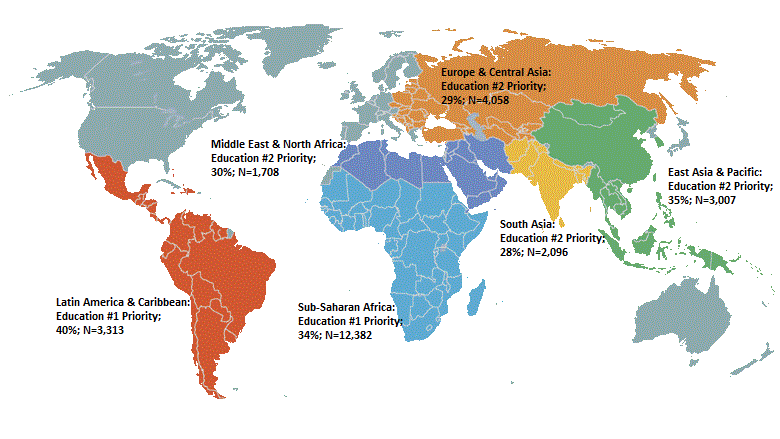 Europe & Central Asia:
Education #2 Priority;
29%; N=4,058
Middle East & North Africa:
Education #2 Priority;
30%, N=1,708
East Asia & Pacific:
Education #2 Priority;
35%; N=3,007
South Asia:
Education #2 Priority;
28%; N=2,096
Latin America & Caribbean:
Education #1 Priority
40%; N=3,313
Sub-Saharan Africa:
Education #1 Priority;
34%; N=12,382